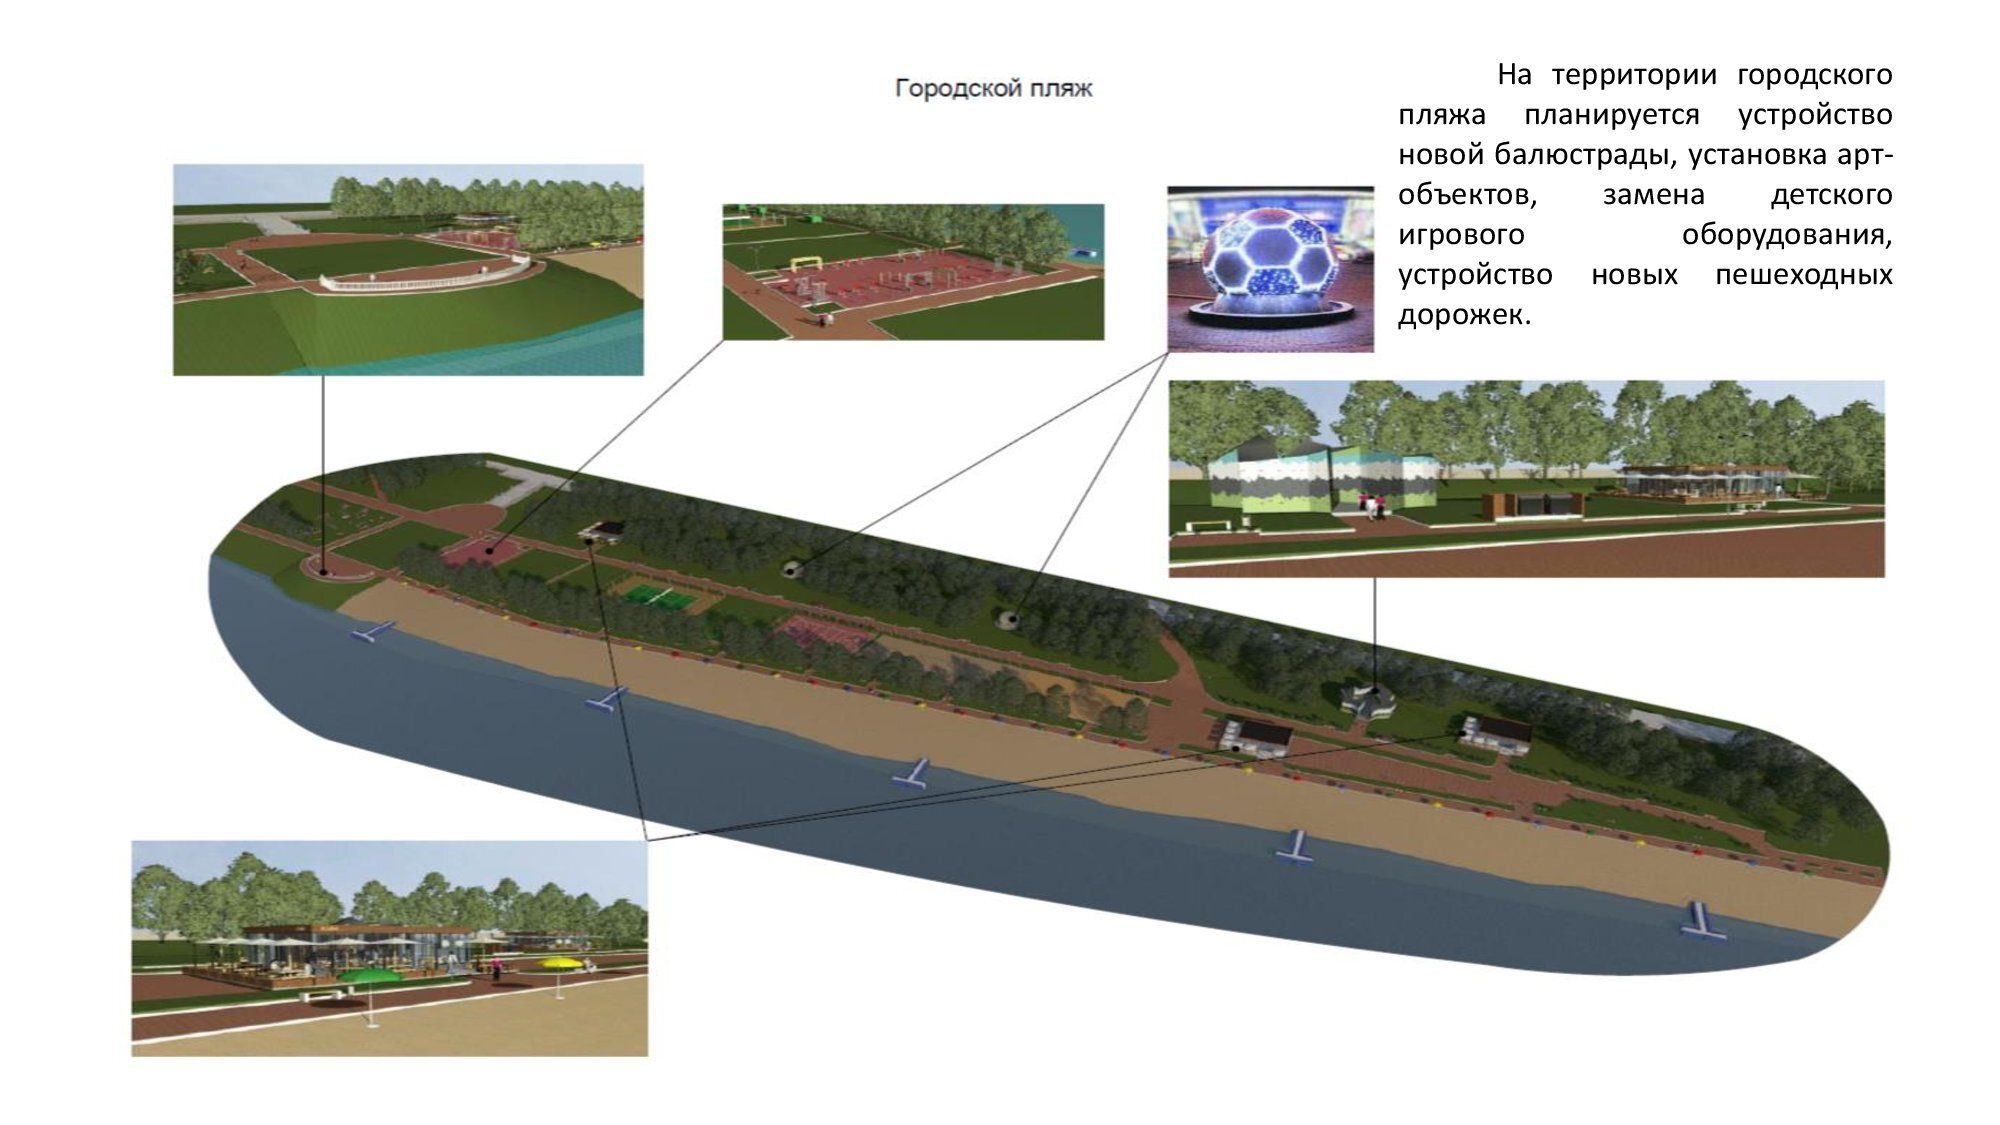 Городской пляж
На территории городского
пляжа планируется устройство
новой балюстрады, установка арт-
объектов, замена детского
игрового оборудования,
устройство новых пешеходных
дорожек.